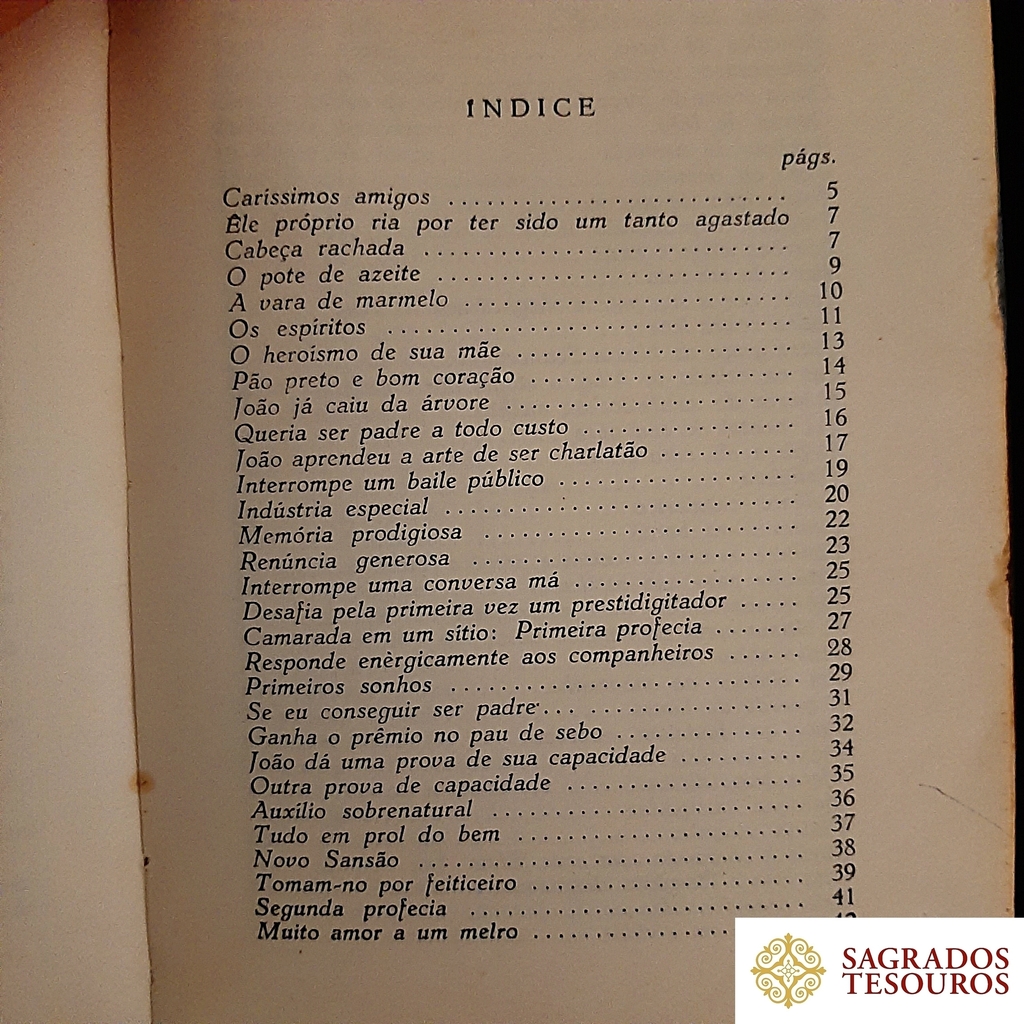 ÍNDICE
págs.
Caríssimos amigos ........................... 5
Êle próprio ria por ter sido um tanto agastado 7
Cabeça rachada ............................. 7
O pote de azeite ............................ 9
A vara de marmelo .......................... 10
Os espíritos ................................ 11
O heroísmo de sua mãe ...................... 13
Pão preto e bom coração ..................... 14
João já caiu da árvore ....................... 15
Queria ser padre a todo custo ................. 16
João aprendeu a arte de ser charlatão ........... 17
Interrompe um baile público ................... 19
Indústria especial ............................ 20
Memória prodigiosa ......................... 22
Renúncia generosa .......................... 23
Interrompe uma conversa má .................. 25
Desafia pela primeira vez um prestidigitador ..... 25
Camarada em um sítio: Primeira profecia ....... 27
Responde enèrgicamente aos companheiros ...... 28
Primeiros sonhos ............................ 29
Se eu conseguir ser padre... ................... 31
Ganha o prêmio no pau de sebo ............... 32
João dá uma prova de sua capacidade .......... 34
Outra prova de capacidade ................... 35
Auxílio sobrenatural ......................... 36
Tudo em prol do bem ....................... 37
Novo Sansão ............................... 38
Tomam-no por feiticeiro ...................... 39
Segunda profecia ........................... 41
Muito amor a um melro ................
SAGRADOS
TESOUROS